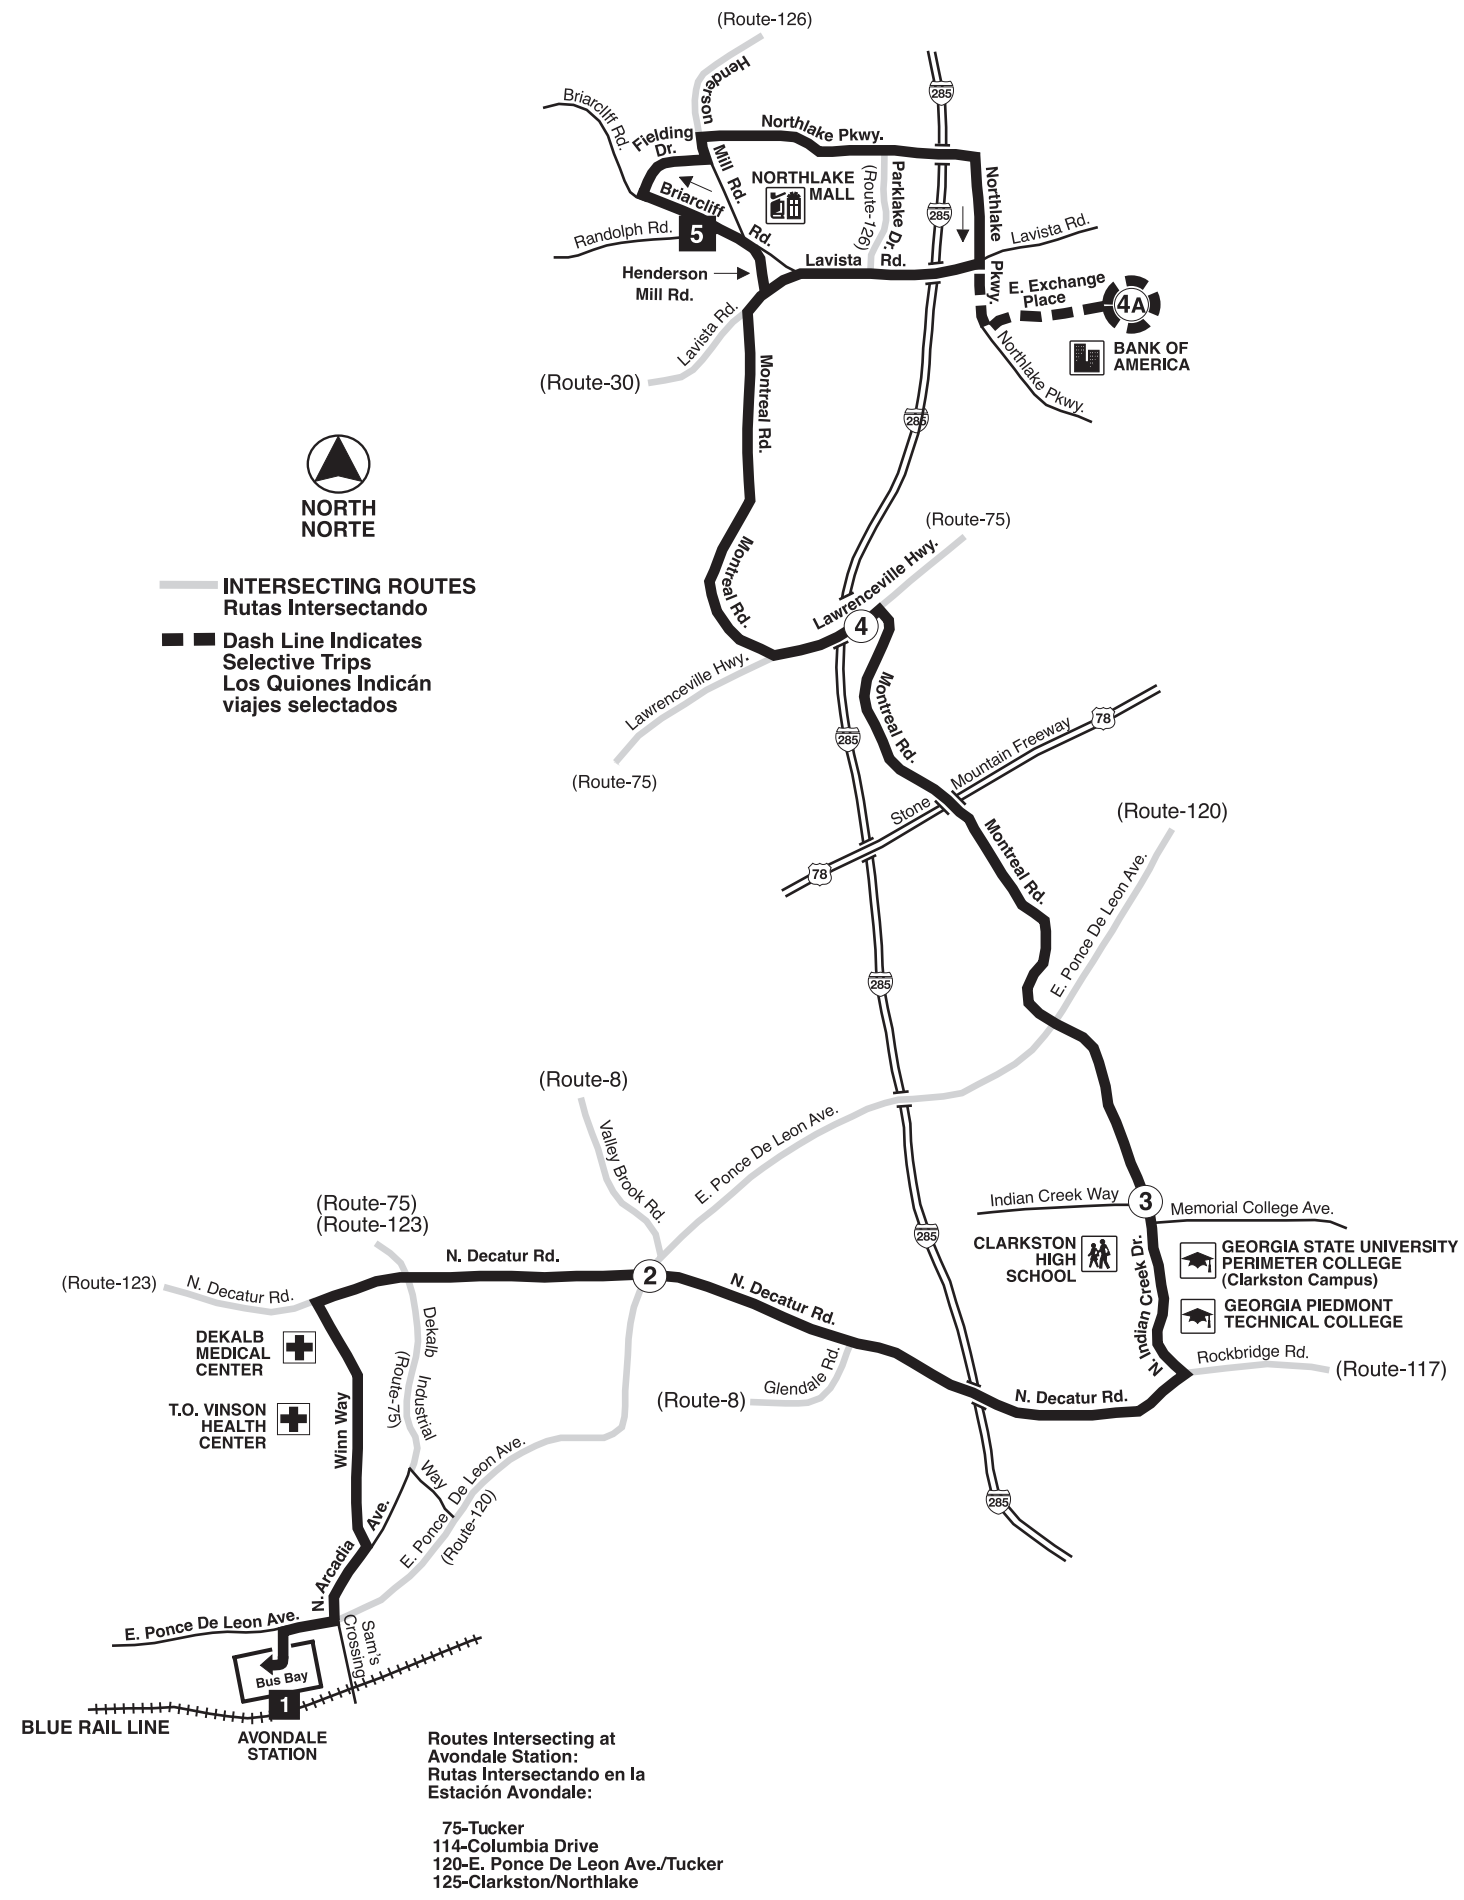 (Route-126)
Henderson
Mill Rd.
285
Briarcliff Rd.
Fielding
Dr.
Northlake Pkwy.
NORTHLAKE
MALL
Parklake Dr.
(Route-126)
Northlake
Pkwy.
285
Briarcliff
Rd.
Randolph Rd.
5
Lavista Rd.
Lavista Rd.
Henderson
Mill Rd.
E. Exchange
Place
4A
Lavista Rd.
Northlake Pkwy.
BANK OF
AMERICA
(Route-30)
Montreal Rd.
285
NORTH
NORTE
(Route-75)
Lawrenceville Hwy.
Montreal Rd.
INTERSECTING ROUTES
Rutas Intersectando
4
Dash Line Indicates
Selective Trips
Los Quiones Indicán
viajes selectados
Lawrenceville Hwy.
Montreal Rd.
285
(Route-75)
Stone Mountain Freeway
78
78
Montreal Rd.
(Route-120)
E. Ponce De Leon Ave.
285
(Route-8)
Valley Brook Rd.
E. Ponce De Leon Ave.
(Route-75)
(Route-123)
Indian Creek Way
3
Memorial College Ave.
285
CLARKSTON
HIGH
SCHOOL
N. Indian Creek Dr.
GEORGIA STATE UNIVERSITY
PERIMETER COLLEGE
(Clarkston Campus)
GEORGIA PIEDMONT
TECHNICAL COLLEGE
N. Decatur Rd.
2
N. Decatur Rd.
(Route-123)
N. Decatur Rd.
DEKALB
MEDICAL
CENTER
Dekalb Industrial Way
(Route-75)
Glendale Rd.
(Route-8)
N. Decatur Rd.
Rockbridge Rd.
(Route-117)
T.O. VINSON
HEALTH
CENTER
Winn Way
E. Ponce De Leon Ave.
(Route-120)
285
N. Arcadia Ave.
E. Ponce De Leon Ave.
Sam's
Crossing
Bus Bay
1
BLUE RAIL LINE
AVONDALE
STATION
Routes Intersecting at
Avondale Station:
Rutas Intersectando en la
Estación Avondale:
75-Tucker
114-Columbia Drive
120-E. Ponce De Leon Ave./Tucker
125-Clarkston/Northlake